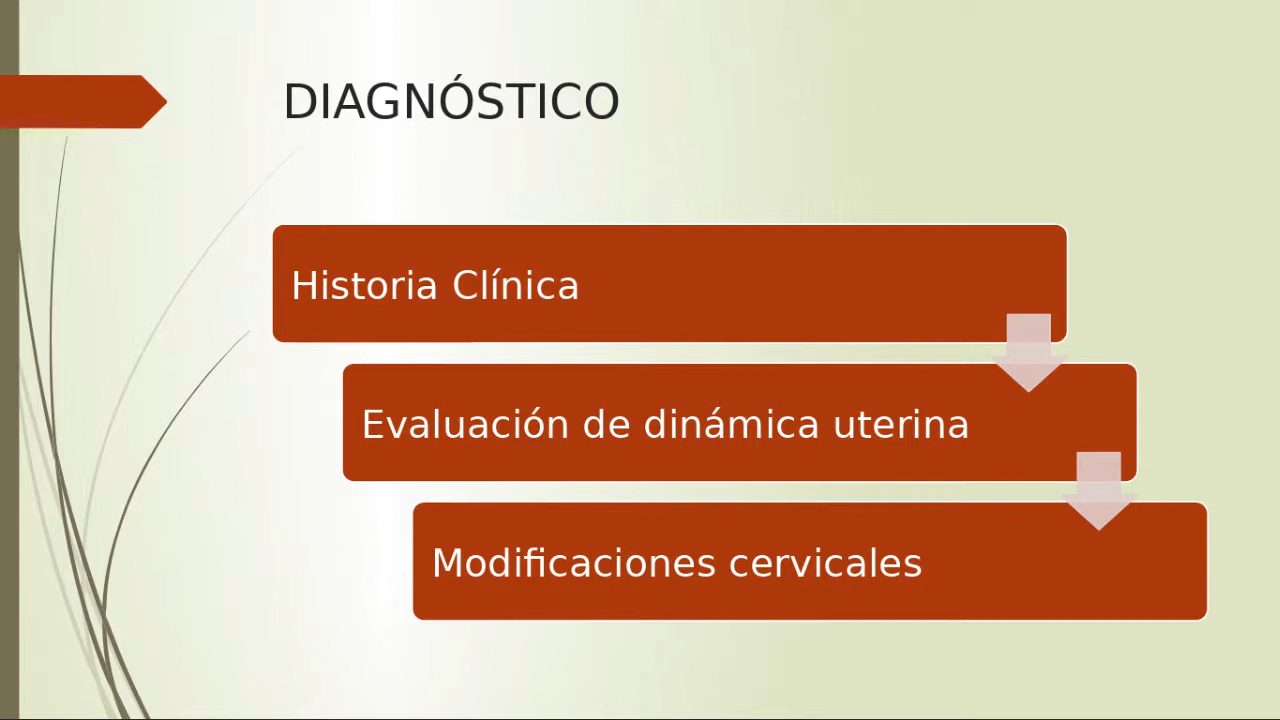 DIAGNÓSTICO
Historia Clínica
Evaluación de dinámica uterina
Modificaciones cervicales